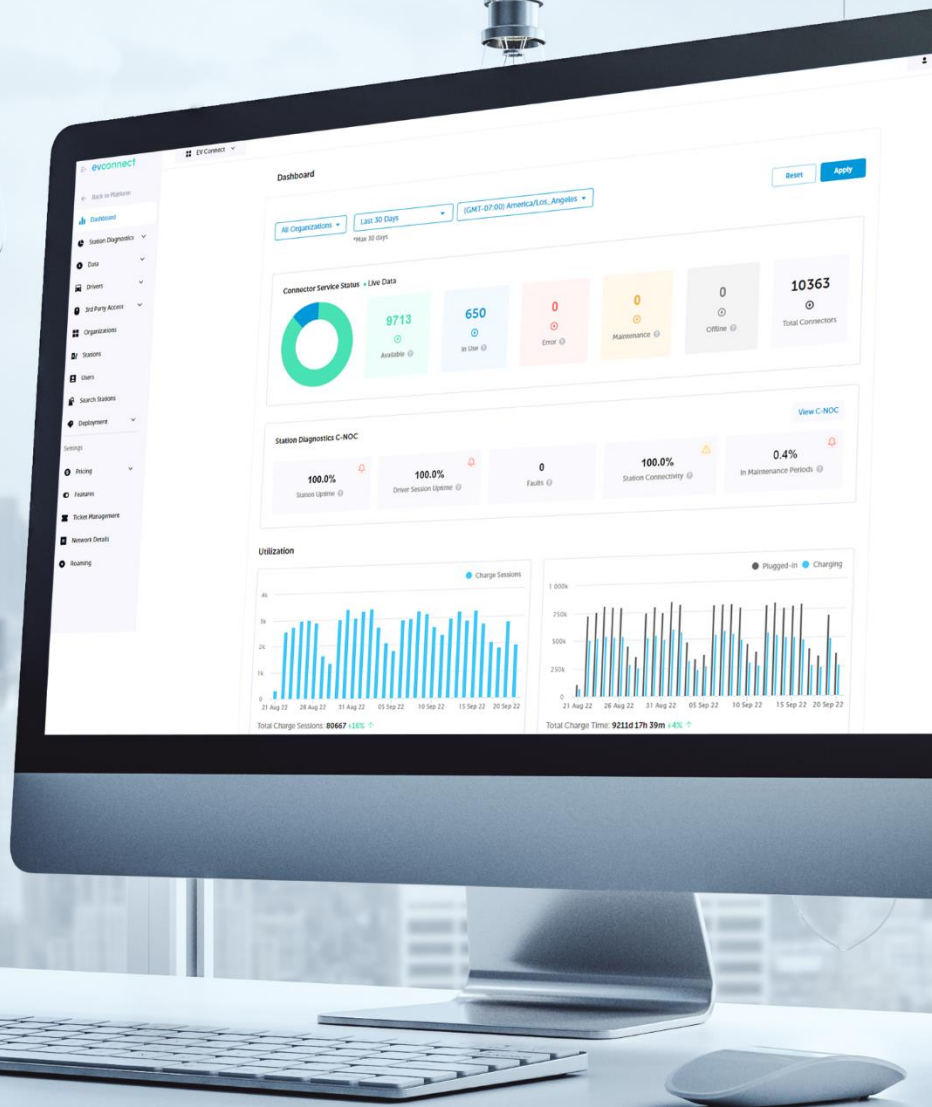 evconnect
EV Connect
Back to Platform
Dashboard
Station Diagnostics
Data
Drivers
3rd Party Access
Organizations
Stations
Users
Search Stations
Deployment
Settings
Pricing
Features
Ticket Management
Network Details
Roaming
Dashboard
Reset
Apply
All Organizations
Last 30 Days
(GMT-07:00) America/Los_Angeles
*Max 30 days
Connector Service Status • Live Data
9713
Available
650
In Use
0
Error
0
Maintenance
0
Offline
10363
Total Connectors
Station Diagnostics C-NOC
View C-NOC
100.0%
Station Uptime
100.0%
Driver Session Uptime
0
Faults
100.0%
Station Connectivity
0.4%
In Maintenance Periods
Utilization
Charge Sessions
4k
3k
2k
1k
0
21 Aug 22 26 Aug 22 31 Aug 22 05 Sep 22 10 Sep 22 15 Sep 22 20 Sep 22
Total Charge Sessions: 80667 +16% ↑
Plugged-in Charging
1 000k
750k
500k
250k
0
21 Aug 22 26 Aug 22 31 Aug 22 05 Sep 22 10 Sep 22 15 Sep 22 20 Sep 22
Total Charge Time: 9211d 17h 39m +4% ↑